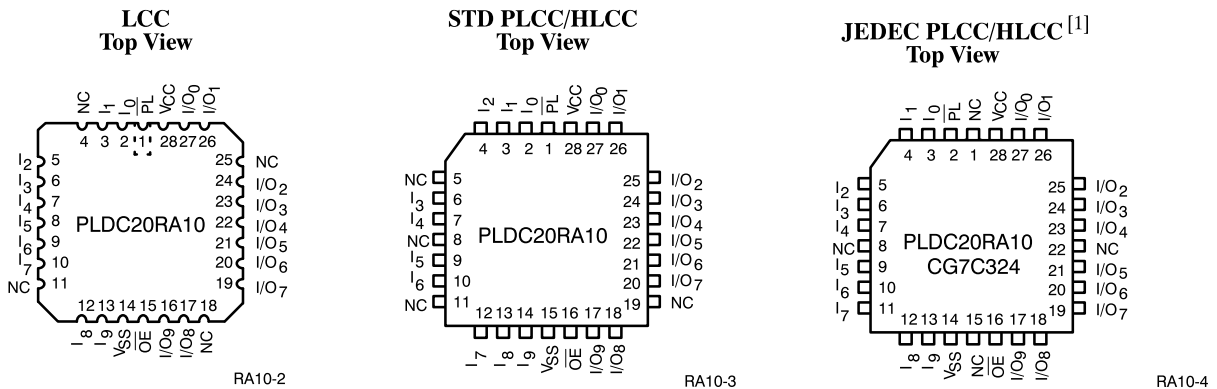 LCC
Top View
NC I1 I0 PL VCC I/O0 I/O1
4 3 2 1 28 27 26
I2 5 25 NC
I3 6 24 I/O2
I4 7 23 I/O3
I5 8 PLDC20RA10 22 I/O4
I6 9 21 I/O5
I7 10 20 I/O6
NC 11 19 I/O7
12 13 14 15 16 17 18
I8 I9 VSS OE I/O9 I/O8 NC
RA10-2
STD PLCC/HLCC
Top View
I2 I1 I0 PL VCC I/O0 I/O1
4 3 2 1 28 27 26
NC 5 25 I/O2
I3 6 24 I/O3
I4 7 23 I/O4
NC 8 PLDC20RA10 22 I/O5
I5 9 21 I/O6
I6 10 20 I/O7
NC 11 19 NC
12 13 14 15 16 17 18
I7 I8 I9 VSS OE I/O9 I/O8
RA10-3
JEDEC PLCC/HLCC [1]
Top View
I1 I0 PL NC VCC I/O0 I/O1
4 3 2 1 28 27 26
I2 5 25 I/O2
I3 6 24 I/O3
I4 7 23 I/O4
NC 8 PLDC20RA10 22 NC
I5 9 CG7C324 21 I/O5
I6 10 20 I/O6
I7 11 19 I/O7
12 13 14 15 16 17 18
I8 I9 VSS NC OE I/O9 I/O8
RA10-4